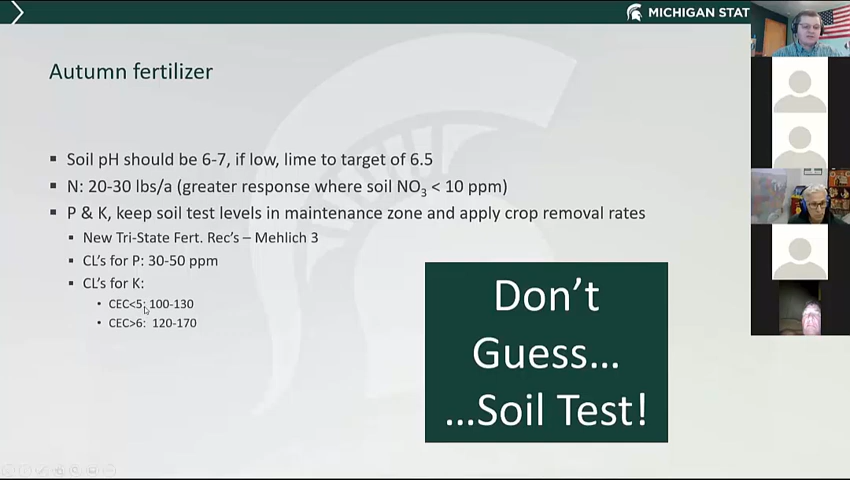 MICHIGAN STAT
Autumn fertilizer
Soil pH should be 6-7, if low, lime to target of 6.5
N: 20-30 lbs/a (greater response where soil NO3 < 10 ppm)
P & K, keep soil test levels in maintenance zone and apply crop removal rates
New Tri-State Fert. Rec’s – Mehlich 3
CL’s for P: 30-50 ppm
CL’s for K:
CEC<5: 100-130
CEC>6: 120-170
Don’t
Guess…
…Soil Test!